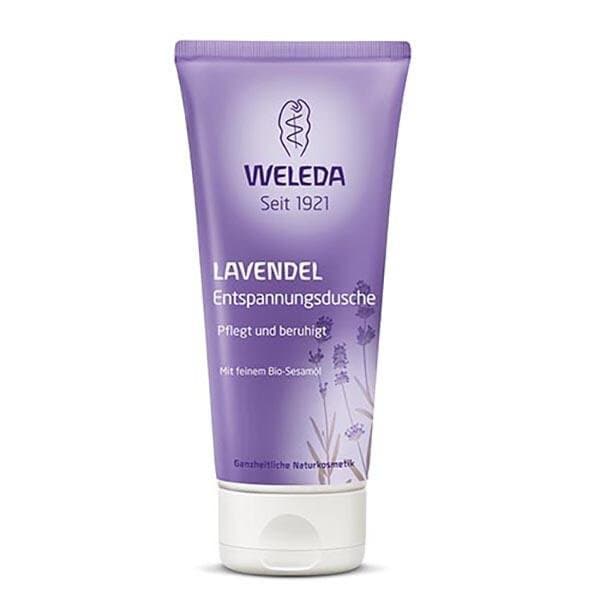 WELEDA
Seit 1921
LAVENDEL
Entspannungsdusche
Pflegt und beruhigt
Mit feinem Bio-Sesamöl
Ganzheitliche Naturkosmetik